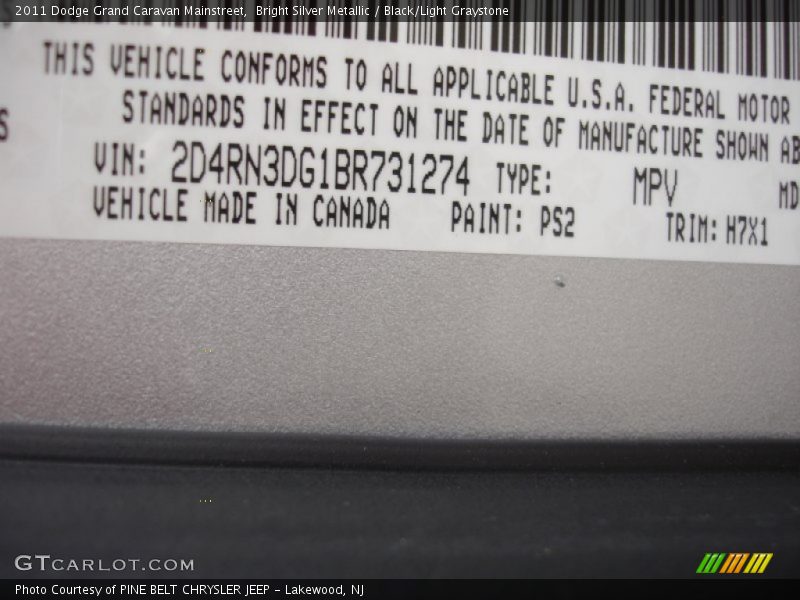 2011 Dodge Grand Caravan Mainstreet,  Bright Silver Metallic / Black/Light Graystone
THIS VEHICLE CONFORMS TO ALL APPLICABLE U.S.A. FEDERAL MOTOR
STANDARDS IN EFFECT ON THE DATE OF MANUFACTURE SHOWN AB
S
VIN: 2D4RN3DG1BR731274 TYPE: MPV MD
VEHICLE MADE IN CANADA PAINT: PS2 TRIM: H7X1
GTCARLOT.COM
Photo Courtesy of PINE BELT CHRYSLER JEEP - Lakewood, NJ